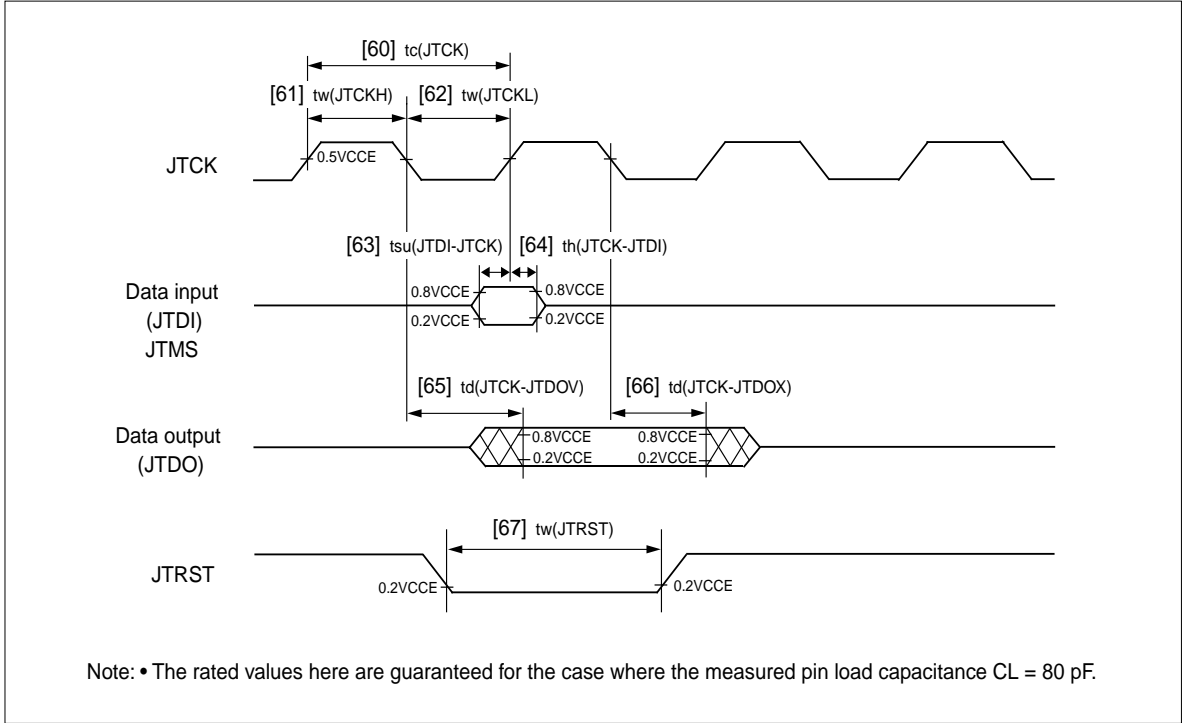 [60] tc(JTCK)
[61] tw(JTCKH) [62] tw(JTCKL)
JTCK
0.5VCCE
[63] tsu(JTDI-JTCK) [64] th(JTCK-JTDI)
Data input
(JTDI)
JTMS
0.8VCCE 0.8VCCE
0.2VCCE 0.2VCCE
[65] td(JTCK-JTDOV) [66] td(JTCK-JTDOX)
Data output
(JTDO)
0.8VCCE 0.8VCCE
0.2VCCE 0.2VCCE
[67] tw(JTRST)
JTRST
0.2VCCE 0.2VCCE
Note: • The rated values here are guaranteed for the case where the measured pin load capacitance CL = 80 pF.